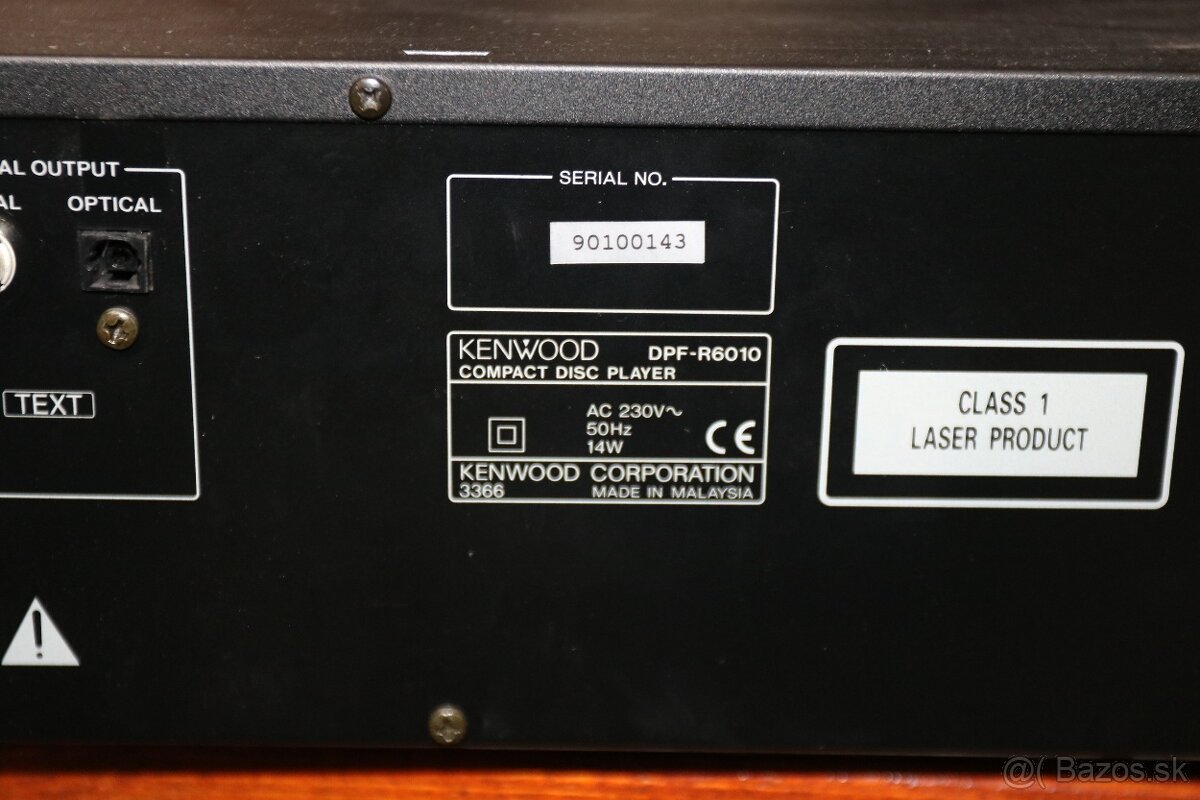 AL OUTPUT
AL OPTICAL
TEXT
SERIAL NO.
90100143
KENWOOD DPF-R6010
COMPACT DISC PLAYER
AC 230V~
50Hz
14W
CE
KENWOOD CORPORATION
3366 MADE IN MALAYSIA
CLASS 1
LASER PRODUCT
!
@( Bazos.sk